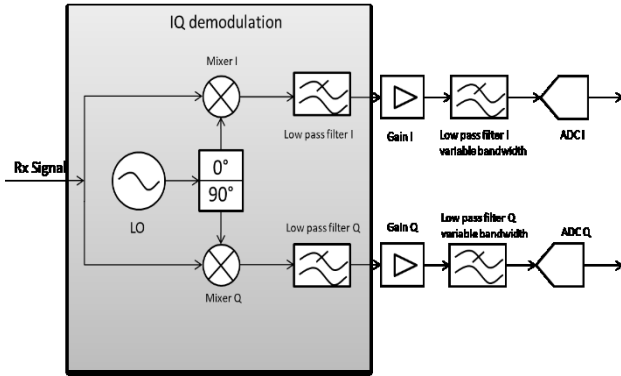 IQ demodulation
Mixer I
Low pass filter I
Gain I
Low pass filter I
variable bandwidth
ADC I
Rx Signal
LO
0°
90°
Low pass filter Q
Mixer Q
Gain Q
Low pass filter Q
variable bandwidth
ADC Q